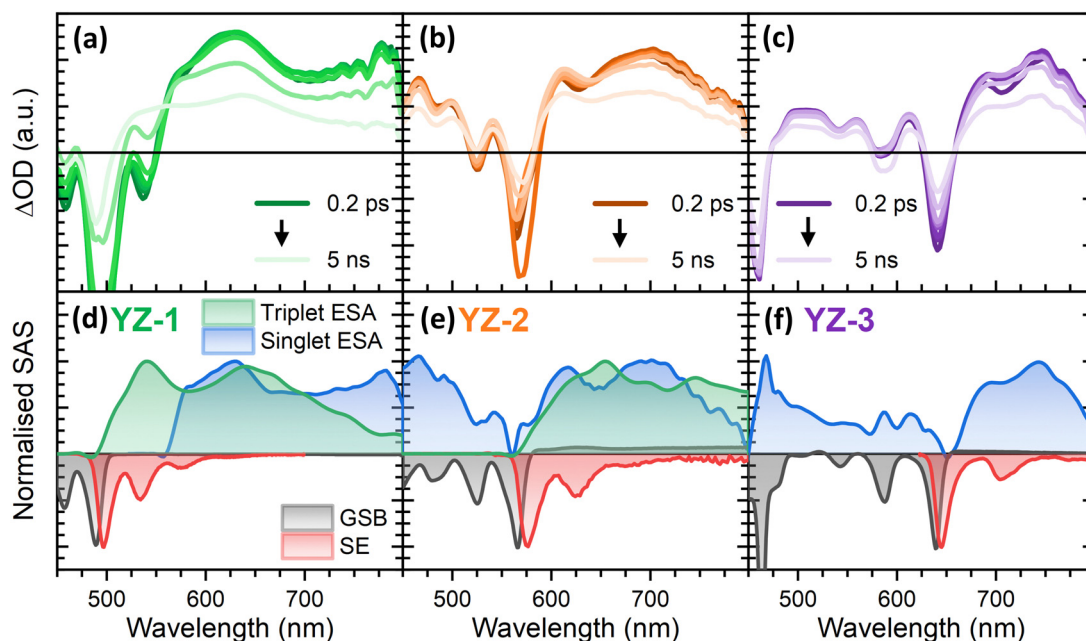 (a)
(b)
(c)
ΔOD (a.u.)
0.2 ps
5 ns
0.2 ps
5 ns
0.2 ps
5 ns
(d) YZ-1
Triplet ESA
Singlet ESA
(e) YZ-2
(f) YZ-3
Normalised SAS
GSB
SE
500 600 700
500 600 700
500 600 700
Wavelength (nm)
Wavelength (nm)
Wavelength (nm)